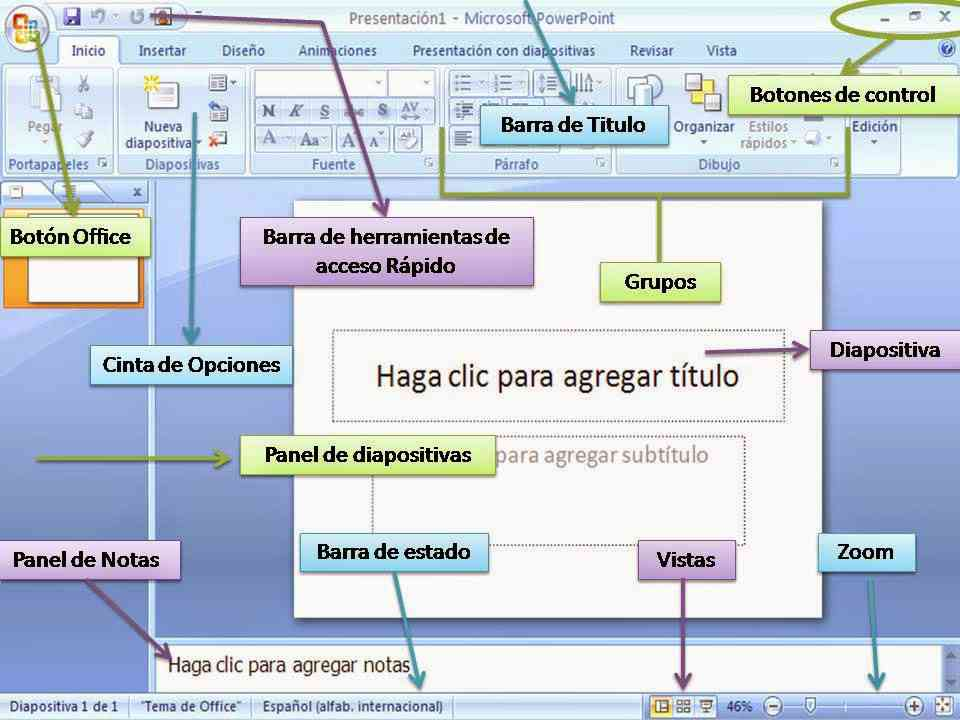 Presentación1 - Microsoft PowerPoint
Inicio Insertar Diseño Animaciones Presentación con diapositivas Revisar Vista
Botones de control
Barra de Titulo
Pegar
Nueva
diapositiva
N K S abc S AV
A Aa A A
Organizar
Estilos
rápidos
Edición
Portapapeles Diapositivas Fuente Párrafo Dibujo
Botón Office
Barra de herramientas de
acceso Rápido
Grupos
Diapositiva
Cinta de Opciones
Haga clic para agregar título
Panel de diapositivas
para agregar subtítulo
Panel de Notas
Barra de estado
Vistas
Zoom
Haga clic para agregar notas
Diapositiva 1 de 1 "Tema de Office" Español (alfab. internacional) 46%